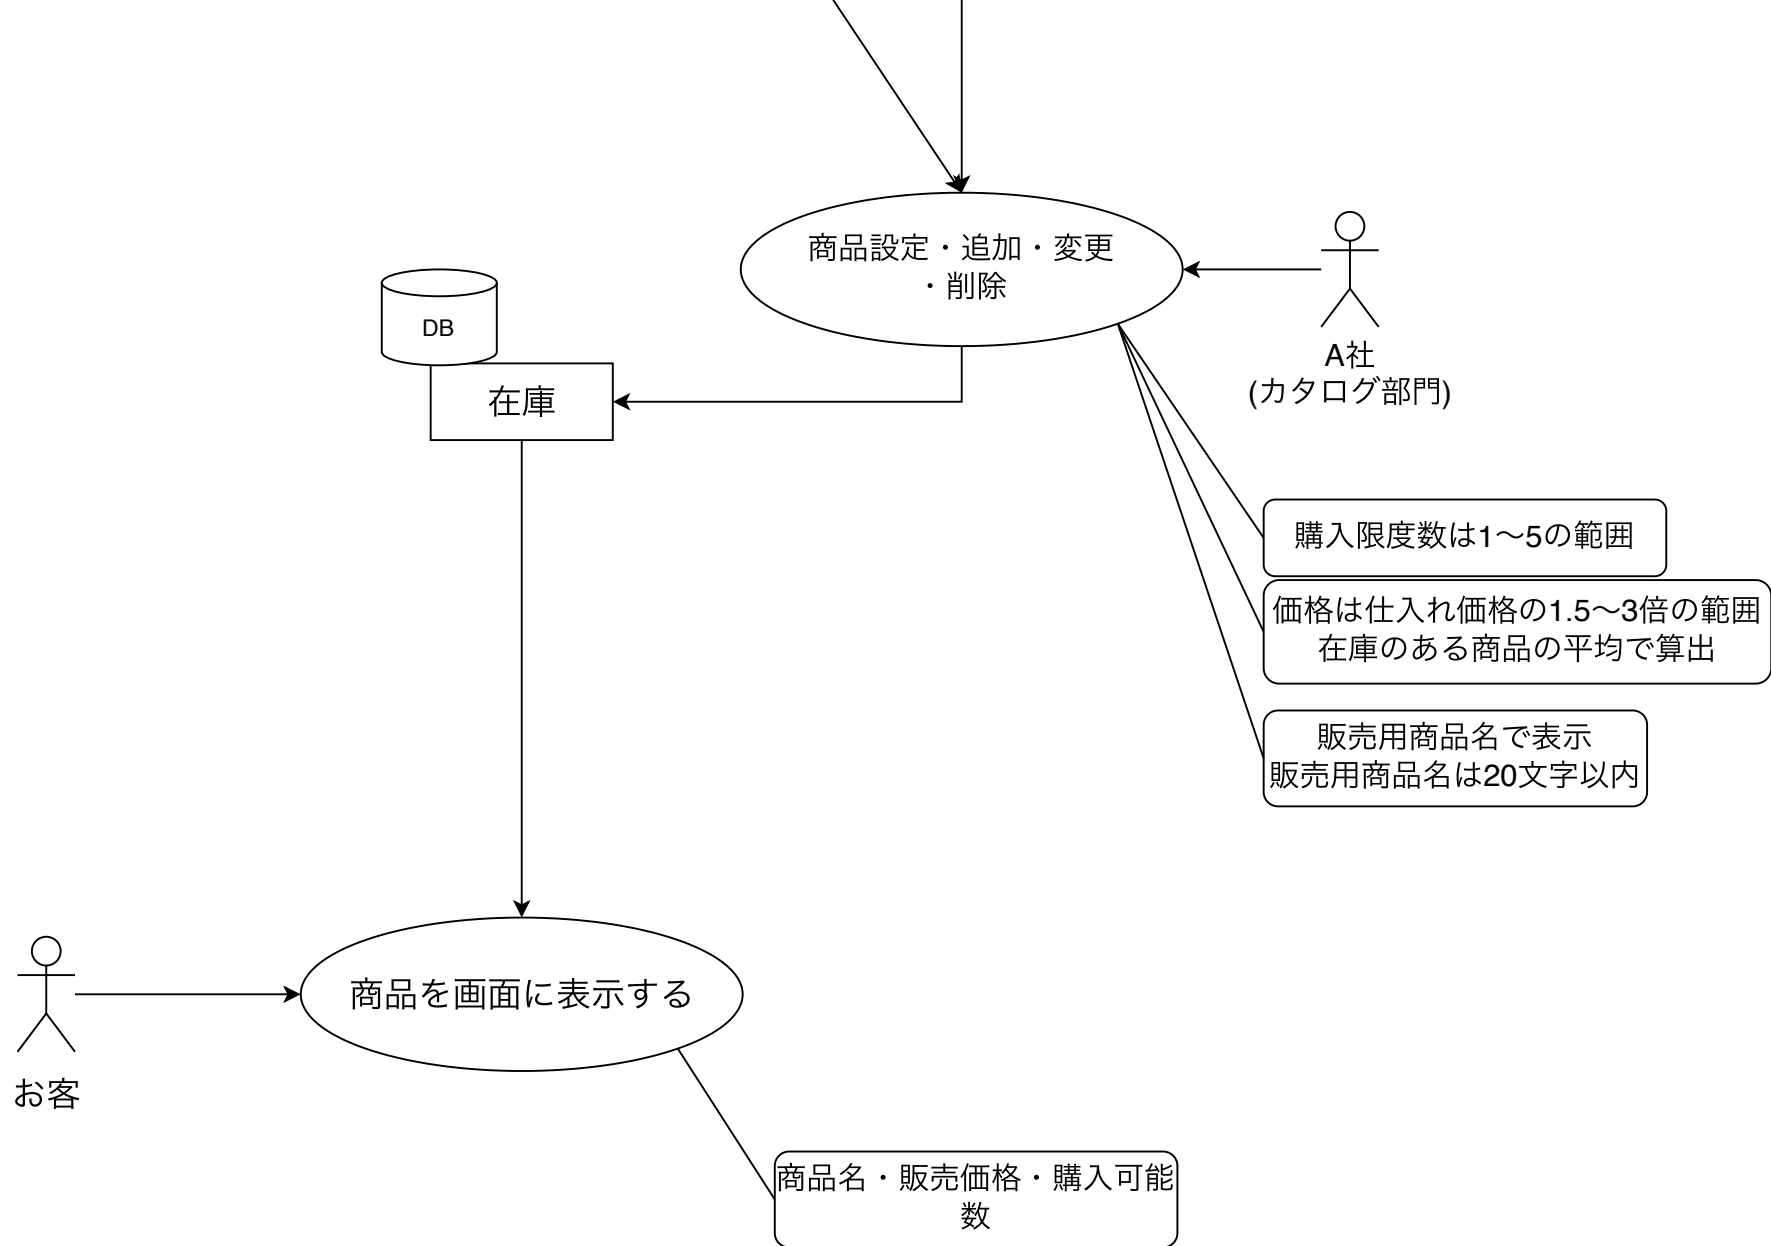 商品設定・追加・変更
・削除
DB
在庫
A社
(カタログ部門)
購入限度数は1〜5の範囲
価格は仕入れ価格の1.5〜3倍の範囲
在庫のある商品の平均で算出
販売用商品名で表示
販売用商品名は20文字以内
商品を画面に表示する
お客
商品名・販売価格・購入可能
数